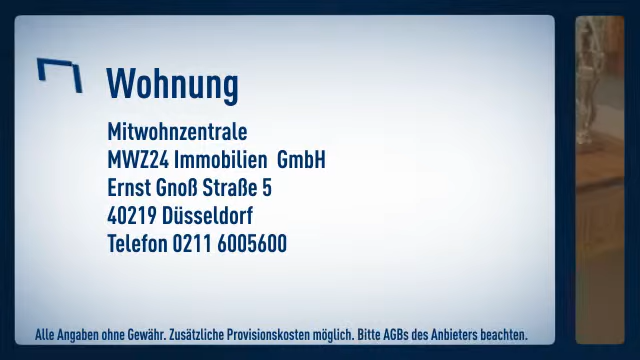 Wohnung
Mitwohnzentrale
MWZ24 Immobilien GmbH
Ernst Gnoß Straße 5
40219 Düsseldorf
Telefon 0211 6005600
Alle Angaben ohne Gewähr. Zusätzliche Provisionskosten möglich. Bitte AGBs des Anbieters beachten.